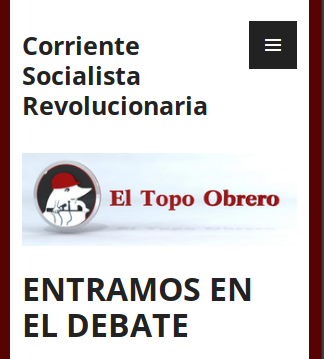 Corriente
Socialista
Revolucionaria
El Topo Obrero
ENTRAMOS EN
EL DEBATE